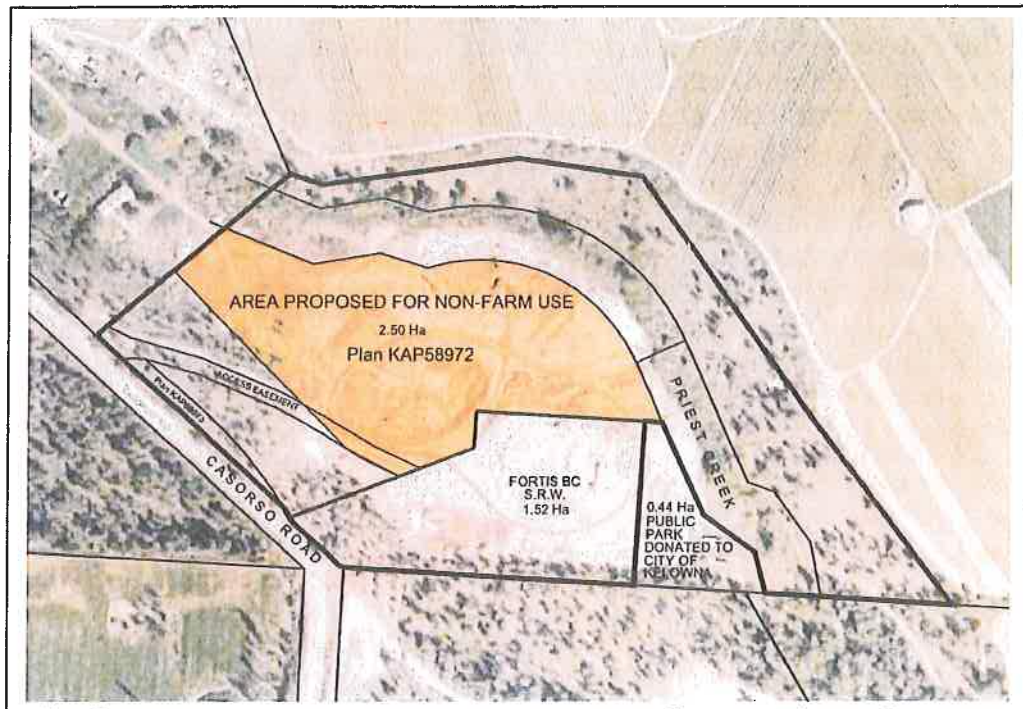 AREA PROPOSED FOR NON-FARM USE
2.50 Ha
Plan KAP58972
ACCESS EASEMENT
CASORSO ROAD
FORTIS BC
S.R.W.
1.52 Ha
0.44 Ha
PUBLIC
PARK
DONATED TO
CITY OF
KELOWNA
PRIEST CREEK